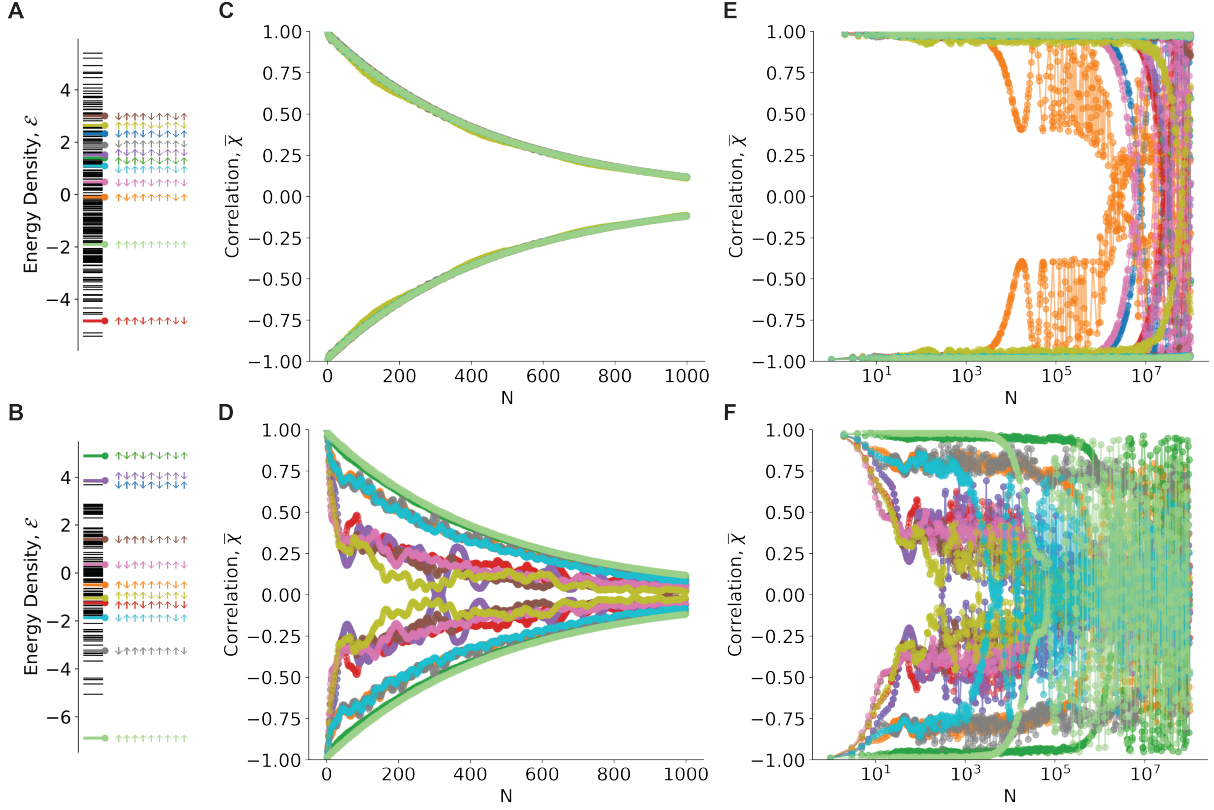 A
Energy Density, ℰ
4
2
0
−2
−4
C
Correlation, χ̅
1.00
0.75
0.50
0.25
0.00
−0.25
−0.50
−0.75
−1.00
0 200 400 600 800 1000
N
E
Correlation, χ̅
1.00
0.75
0.50
0.25
0.00
−0.25
−0.50
−0.75
−1.00
10¹ 10³ 10⁵ 10⁷
N
B
Energy Density, ℰ
4
2
0
−2
−4
−6
D
Correlation, χ̅
1.00
0.75
0.50
0.25
0.00
−0.25
−0.50
−0.75
−1.00
0 200 400 600 800 1000
N
F
Correlation, χ̅
1.00
0.75
0.50
0.25
0.00
−0.25
−0.50
−0.75
−1.00
10¹ 10³ 10⁵ 10⁷
N